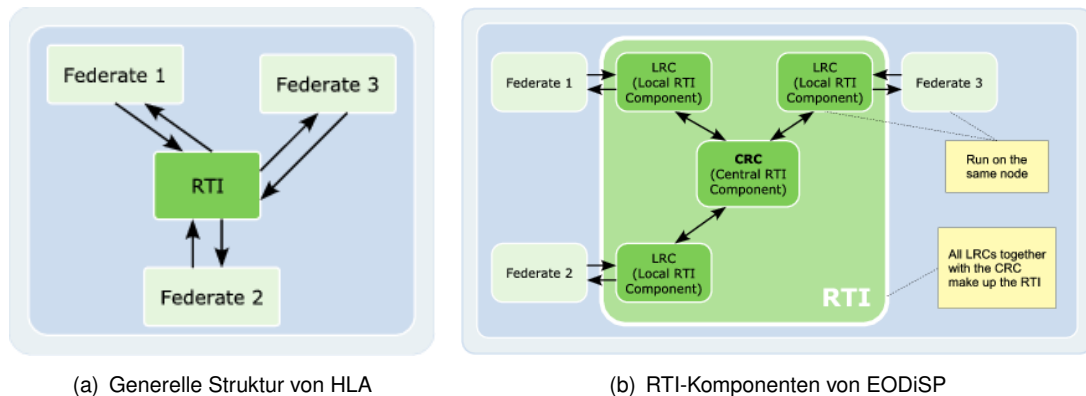 Federate 1
Federate 3
RTI
Federate 2
(a) Generelle Struktur von HLA
Federate 1
LRC
(Local RTI
Component)
LRC
(Local RTI
Component)
Federate 3
CRC
(Central RTI
Component)
Run on the
same node
Federate 2
LRC
(Local RTI
Component)
RTI
All LRCs together
with the CRC
make up the RTI
(b) RTI-Komponenten von EODiSP